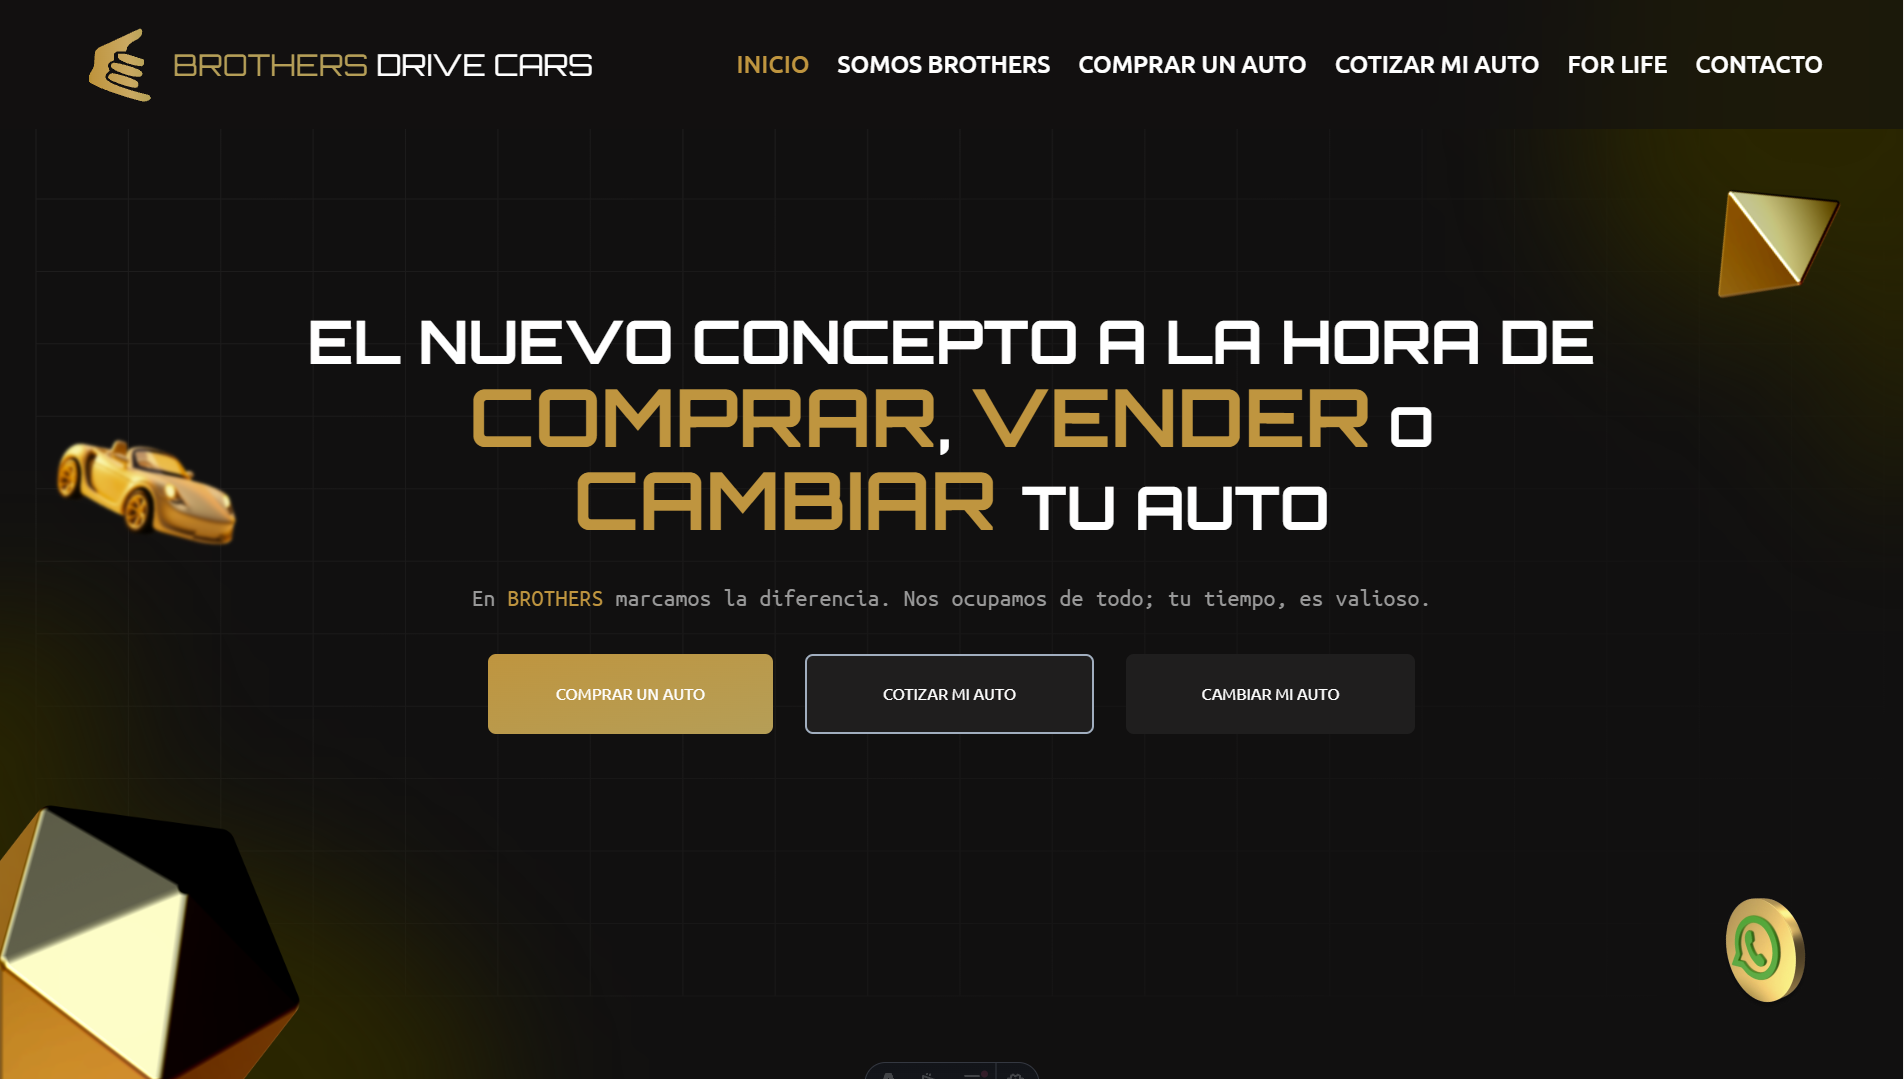 BROTHERS DRIVE CARS
INICIO SOMOS BROTHERS COMPRAR UN AUTO COTIZAR MI AUTO FOR LIFE CONTACTO
EL NUEVO CONCEPTO A LA HORA DE
COMPRAR, VENDER O
CAMBIAR TU AUTO
En BROTHERS marcamos la diferencia. Nos ocupamos de todo; tu tiempo, es valioso.
COMPRAR UN AUTO
COTIZAR MI AUTO
CAMBIAR MI AUTO